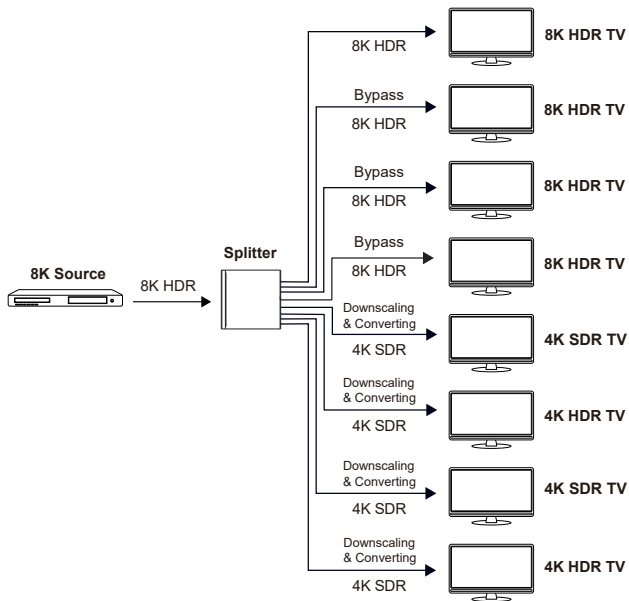 8K HDR
8K HDR TV
Bypass
8K HDR
8K HDR TV
Bypass
8K HDR
8K HDR TV
Bypass
8K HDR
8K HDR TV
8K Source
8K HDR
Splitter
Downscaling
& Converting
4K SDR
4K SDR TV
Downscaling
& Converting
4K SDR
4K HDR TV
Downscaling
& Converting
4K SDR
4K SDR TV
Downscaling
& Converting
4K SDR
4K HDR TV